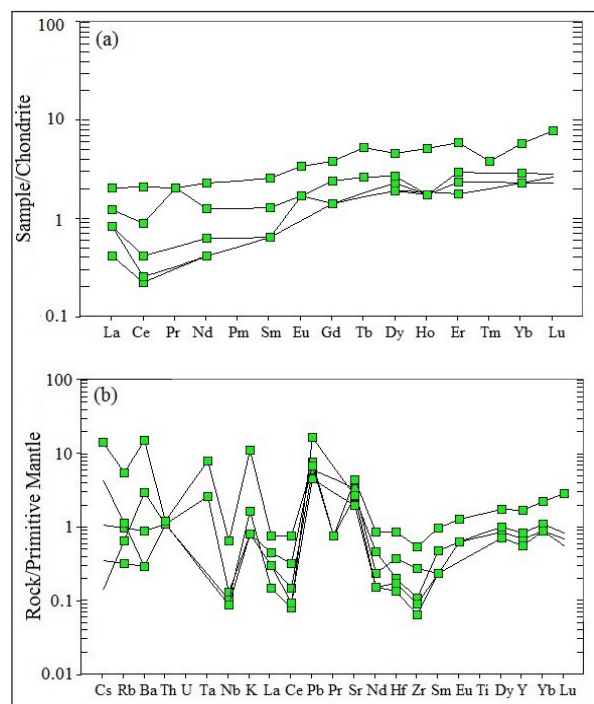 (a)
100
10
1
0.1
Sample/Chondrite
La Ce Pr Nd Pm Sm Eu Gd Tb Dy Ho Er Tm Yb Lu
(b)
100
10
1
0.1
0.01
Rock/Primitive Mantle
Cs Rb Ba Th U Ta Nb K La Ce Pb Pr Sr Nd Hf Zr Sm Eu Ti Dy Y Yb Lu